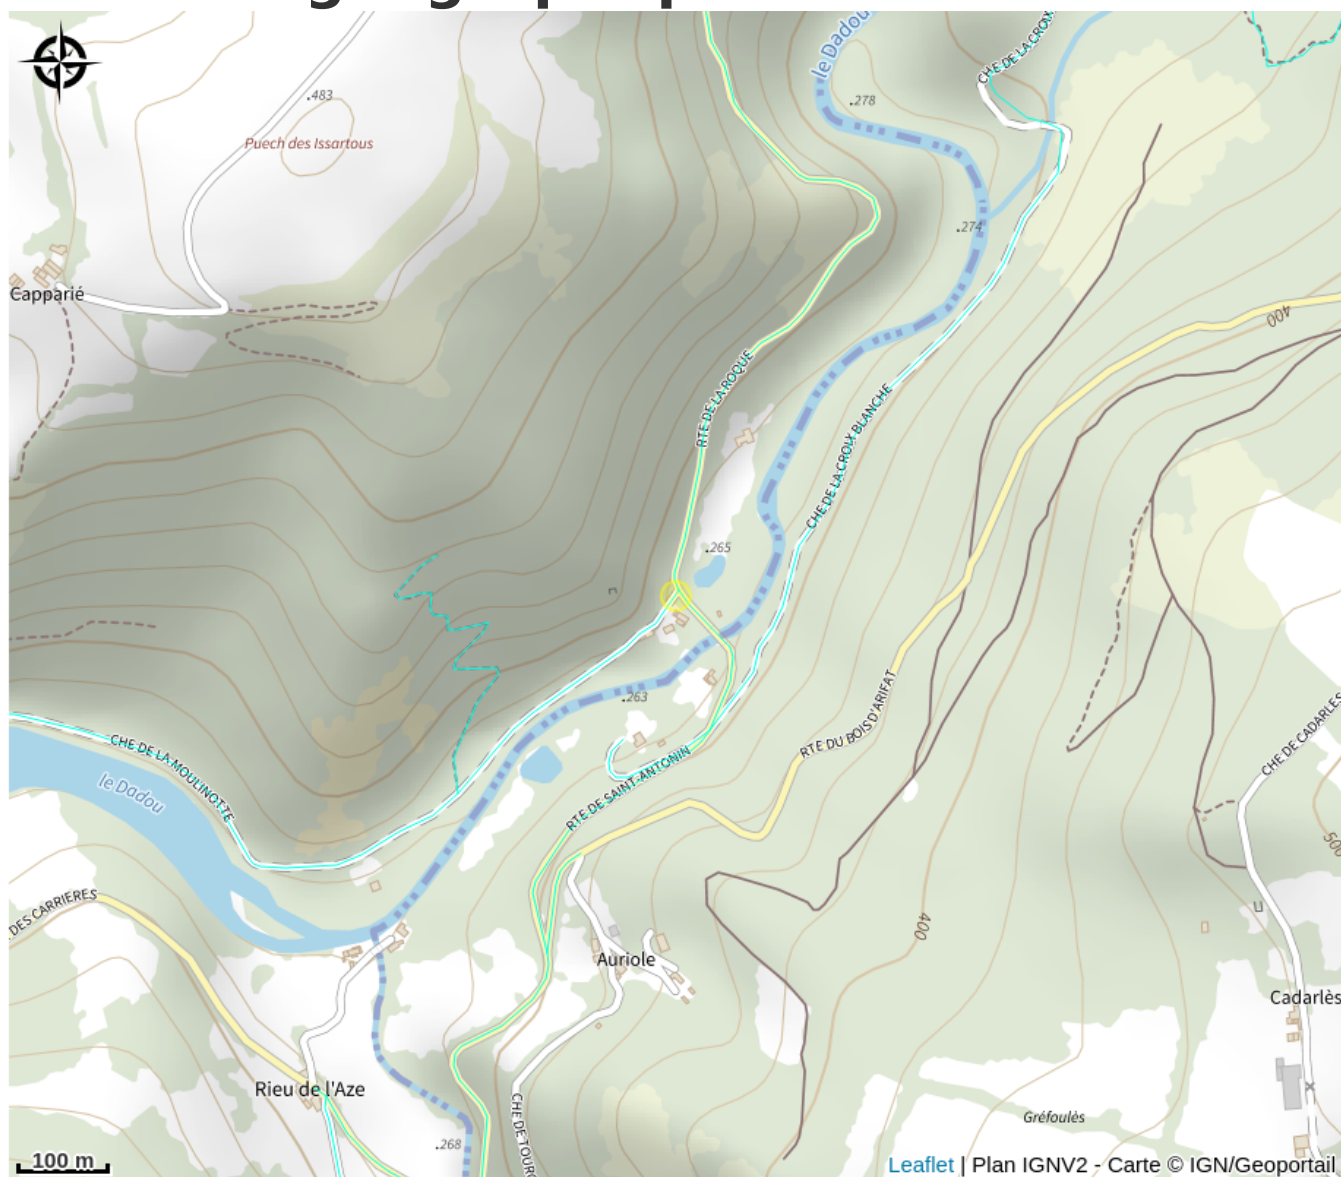 le Dadou
CHE DE LA CROIX
.483
.278
Puech des Issartous
.274
Capparié
400
RTE DE LA ROQUE
CHE DE LA CROIX BLANCHE
.265
.263
RTE DU BOIS D'ARIFAT
CHE DE CADARLÈS
CHE DE LA MOULINOTTE
le Dadou
RTE DE SAINT-ANTONIN
500
DES CARRIERES
400
Auriole
Cadarlès
Rieu de l'Aze
Gréfoulès
CHE DE TOUR
.268
100 m
Leaflet | Plan IGNV2 - Carte © IGN/Geoportail